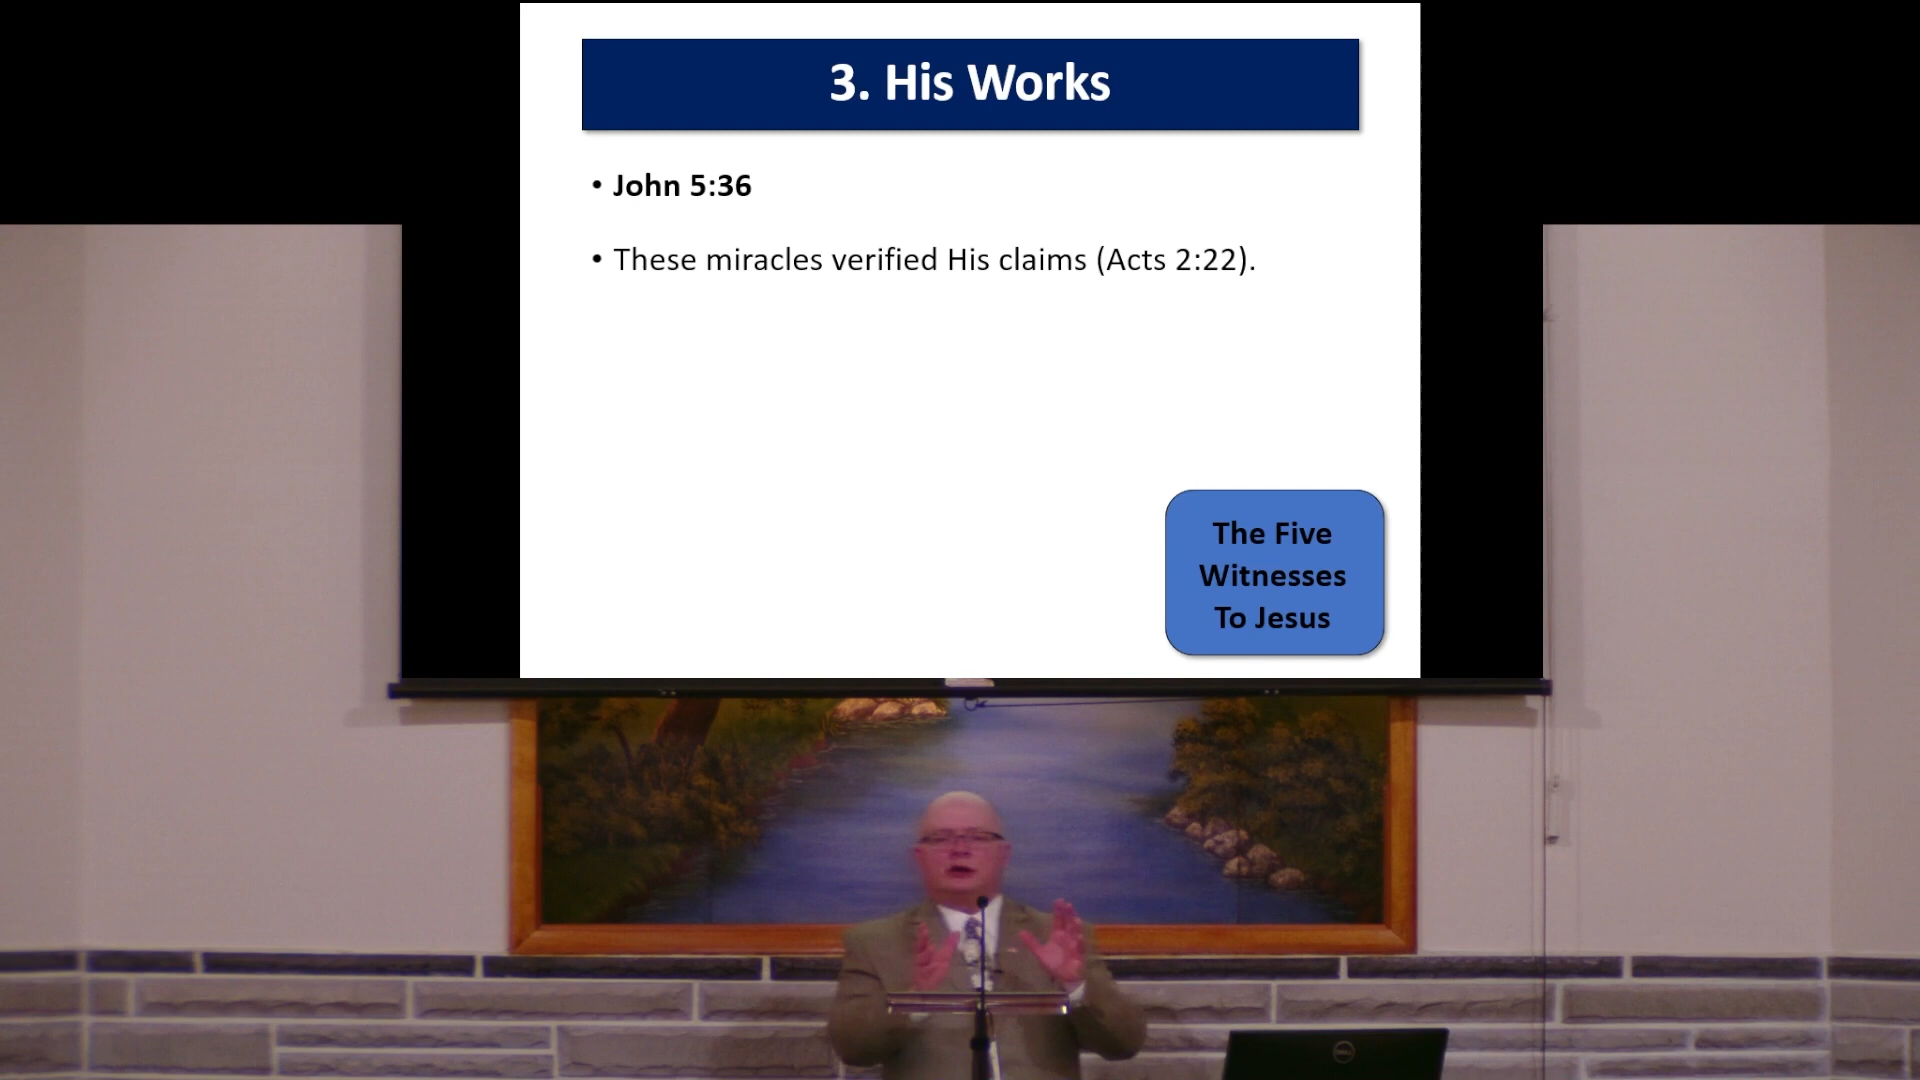 3. His Works
• John 5:36
• These miracles verified His claims (Acts 2:22).
The Five
Witnesses
To Jesus
DELL